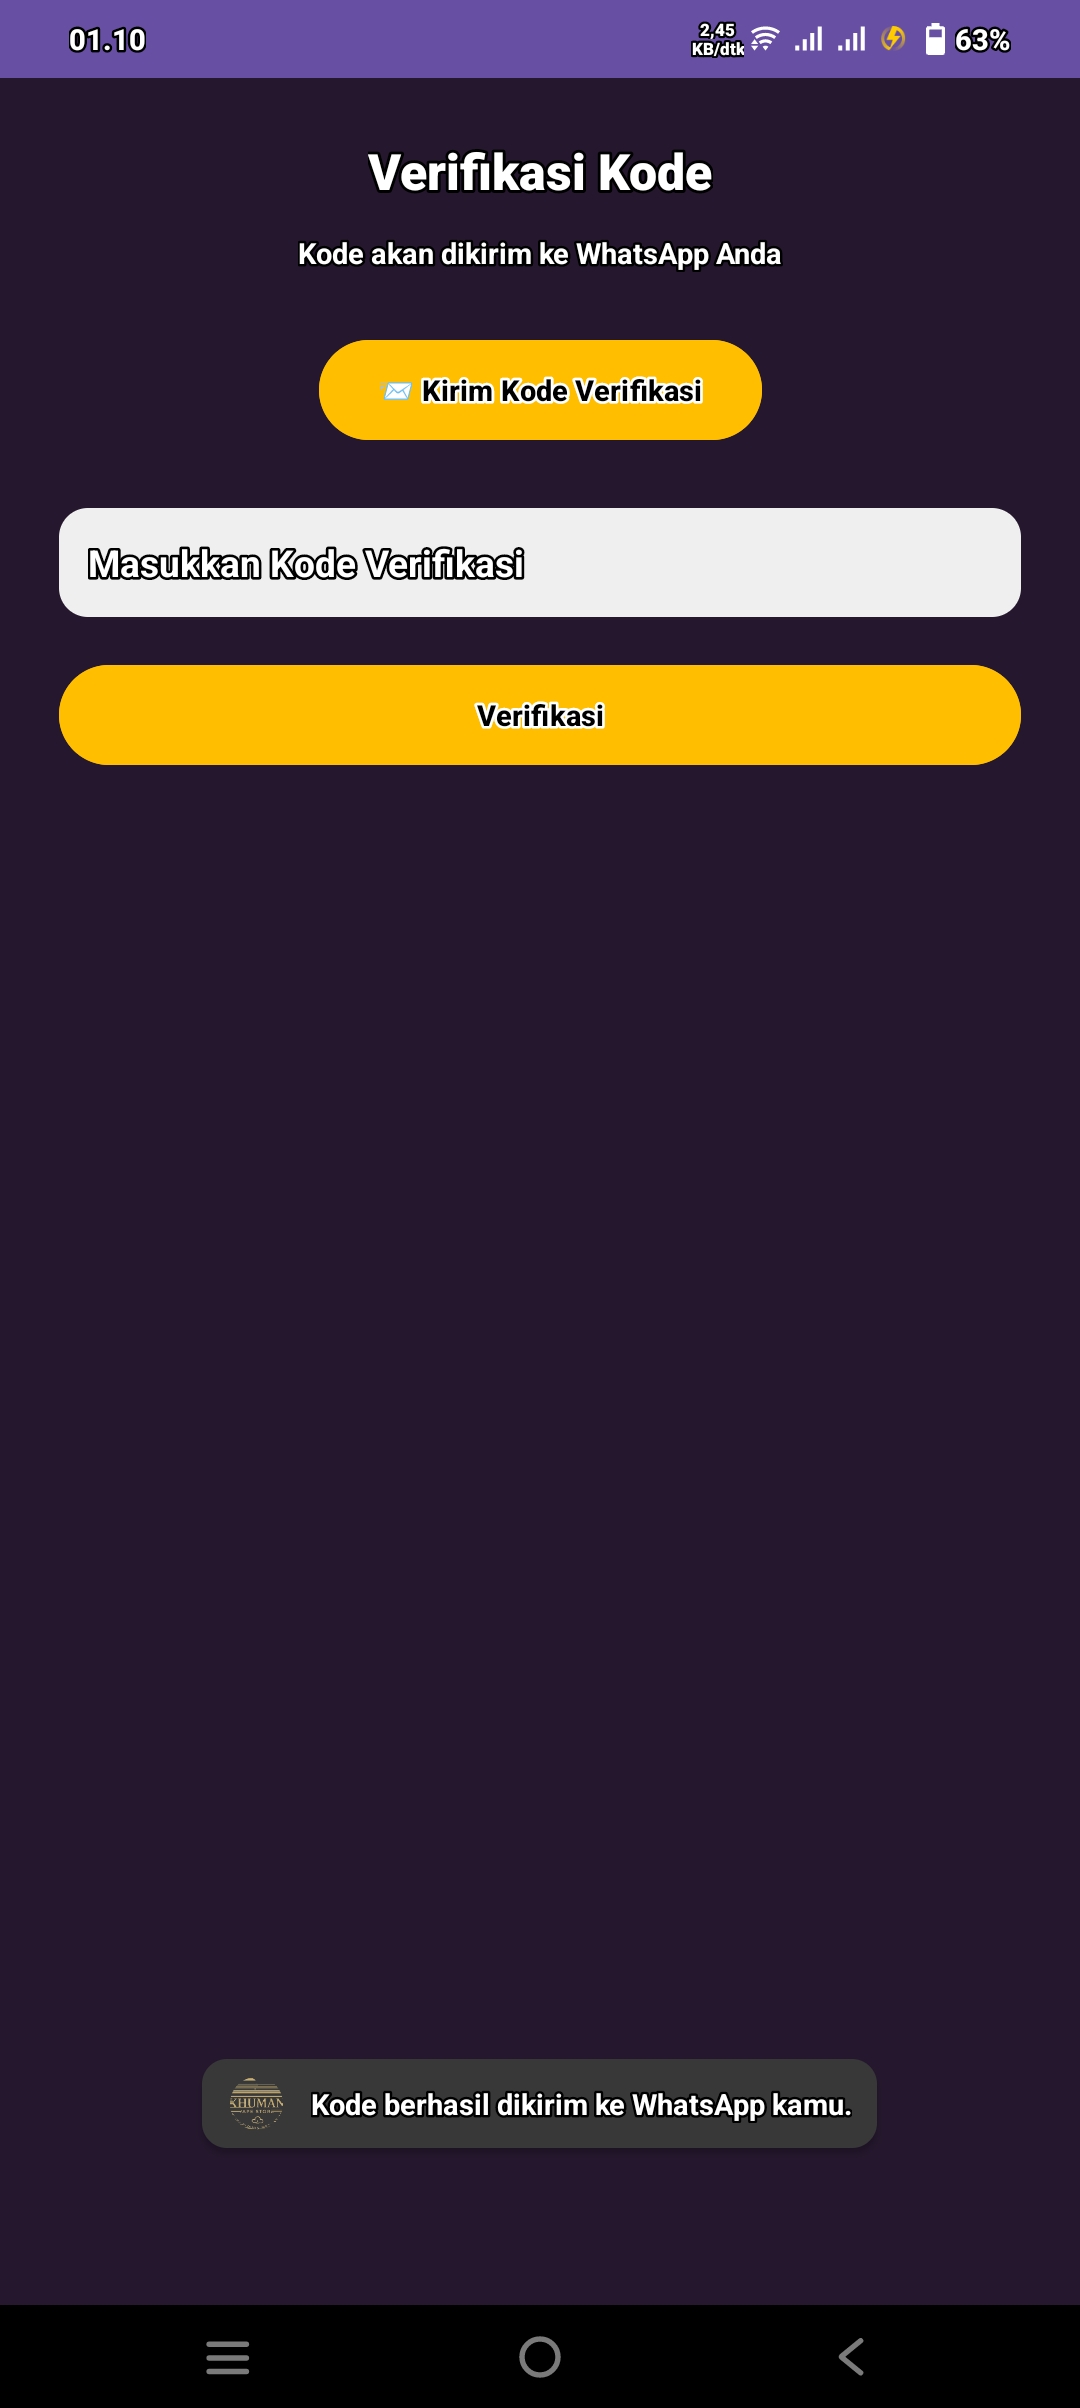 01.10
2,45
KB/dtk
63%
Verifikasi Kode
Kode akan dikirim ke WhatsApp Anda
📨 Kirim Kode Verifikasi
Masukkan Kode Verifikasi
Verifikasi
KHUMAN
Kode berhasil dikirim ke WhatsApp kamu.